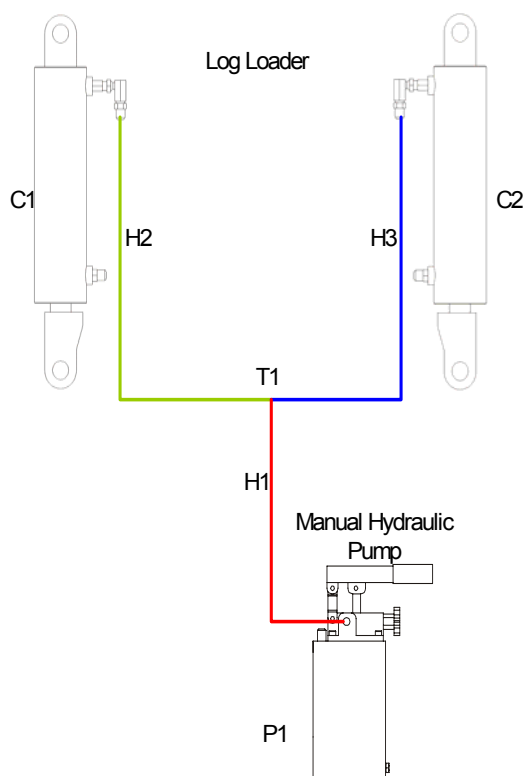 Log Loader
C1
C2
H2
H3
T1
H1
Manual Hydraulic
Pump
P1